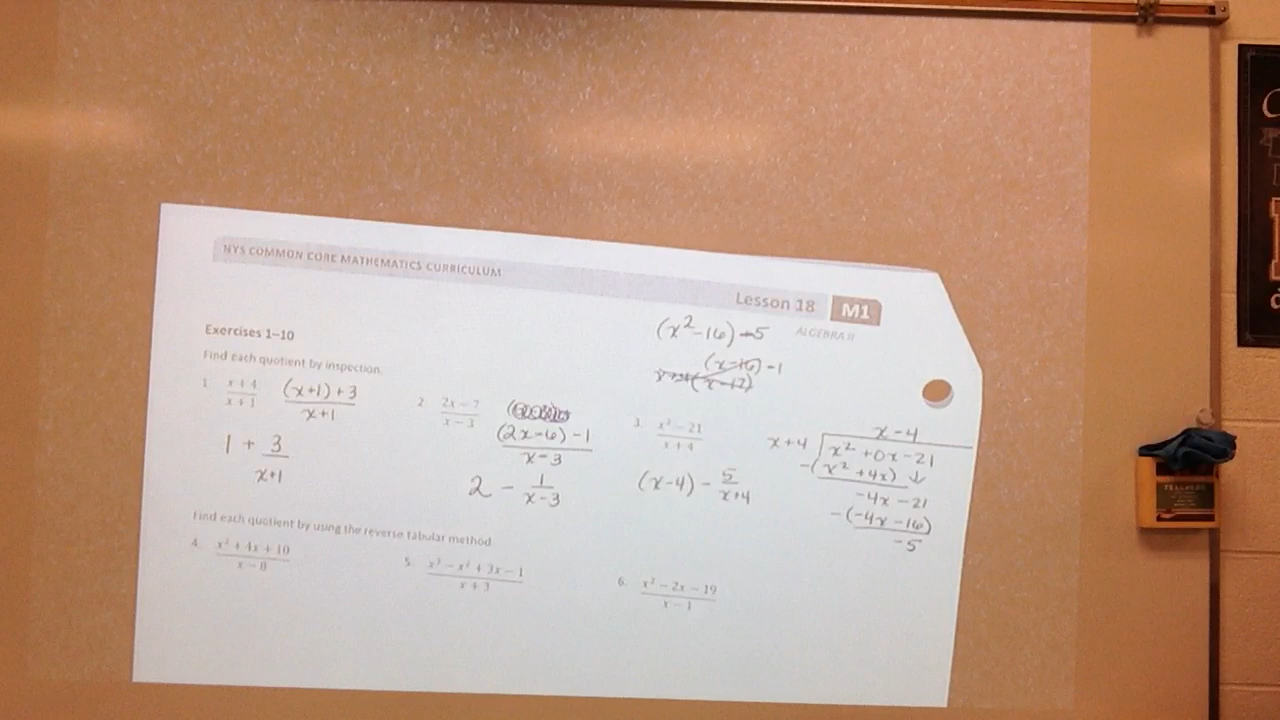 NYS COMMON CORE MATHEMATICS CURRICULUM
Lesson 18 M1
ALGEBRA II
Exercises 1–10
Find each quotient by inspection.
1. (x + 4)/(x + 1)
((x+1) + 3)/(x+1)
1 + 3/(x+1)
2. (2x − 7)/(x − 3)
((2x−6) − 1)/(x−3)
2 − 1/(x−3)
(x² −16) −5
(x−16) −1
3. (x² − 21)/(x + 4)
(x−4) − 5/(x+4)
x−4
x+4 x² +0x −21
−(x² +4x) ↓
−4x −21
−(−4x −16)
−5
Find each quotient by using the reverse tabular method.
4. (x² + 4x + 10)/(x − 8)
5. (x³ − x² + 3x − 1)/(x + 3)
6. (x² − 2x − 19)/(x − 1)